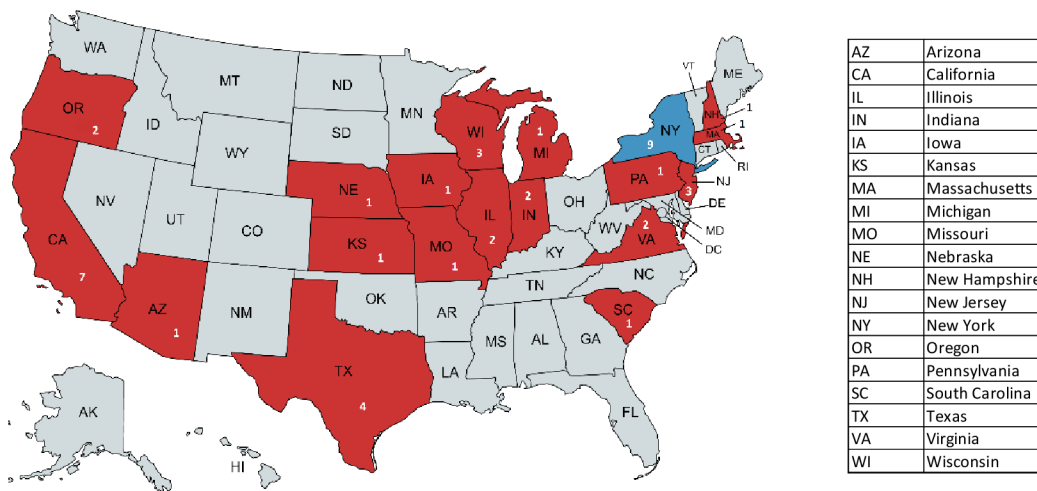 WA
MT
ND
MN
VT
ME
OR
2
ID
SD
WI
3
1
MI
NY
9
NH
1
MA
1
CT
RI
WY
NE
1
IA
1
PA
1
NJ
3
DE
NV
UT
CO
IL
2
2
IN
OH
WV
2
VA
MD
DC
CA
7
KS
1
MO
1
KY
NC
AZ
1
NM
OK
AR
TN
SC
1
TX
4
LA
MS
AL
GA
FL
AK
HI
AZ Arizona
CA California
IL Illinois
IN Indiana
IA Iowa
KS Kansas
MA Massachusetts
MI Michigan
MO Missouri
NE Nebraska
NH New Hampshire
NJ New Jersey
NY New York
OR Oregon
PA Pennsylvania
SC South Carolina
TX Texas
VA Virginia
WI Wisconsin